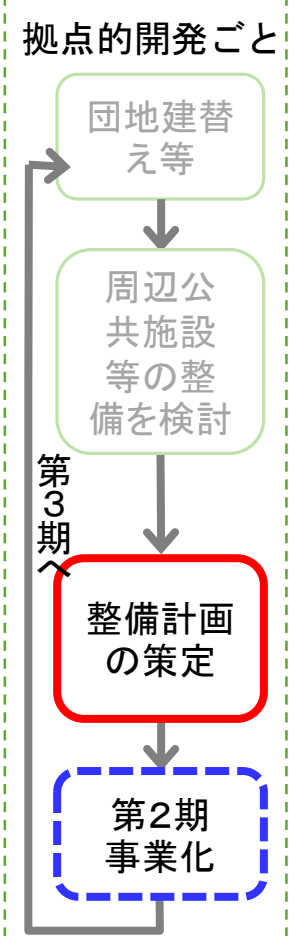 拠点的開発ごと
団地建替
え等
周辺公
共施設
等の整
備を検討
第3期へ
整備計画
の策定
第2期
事業化